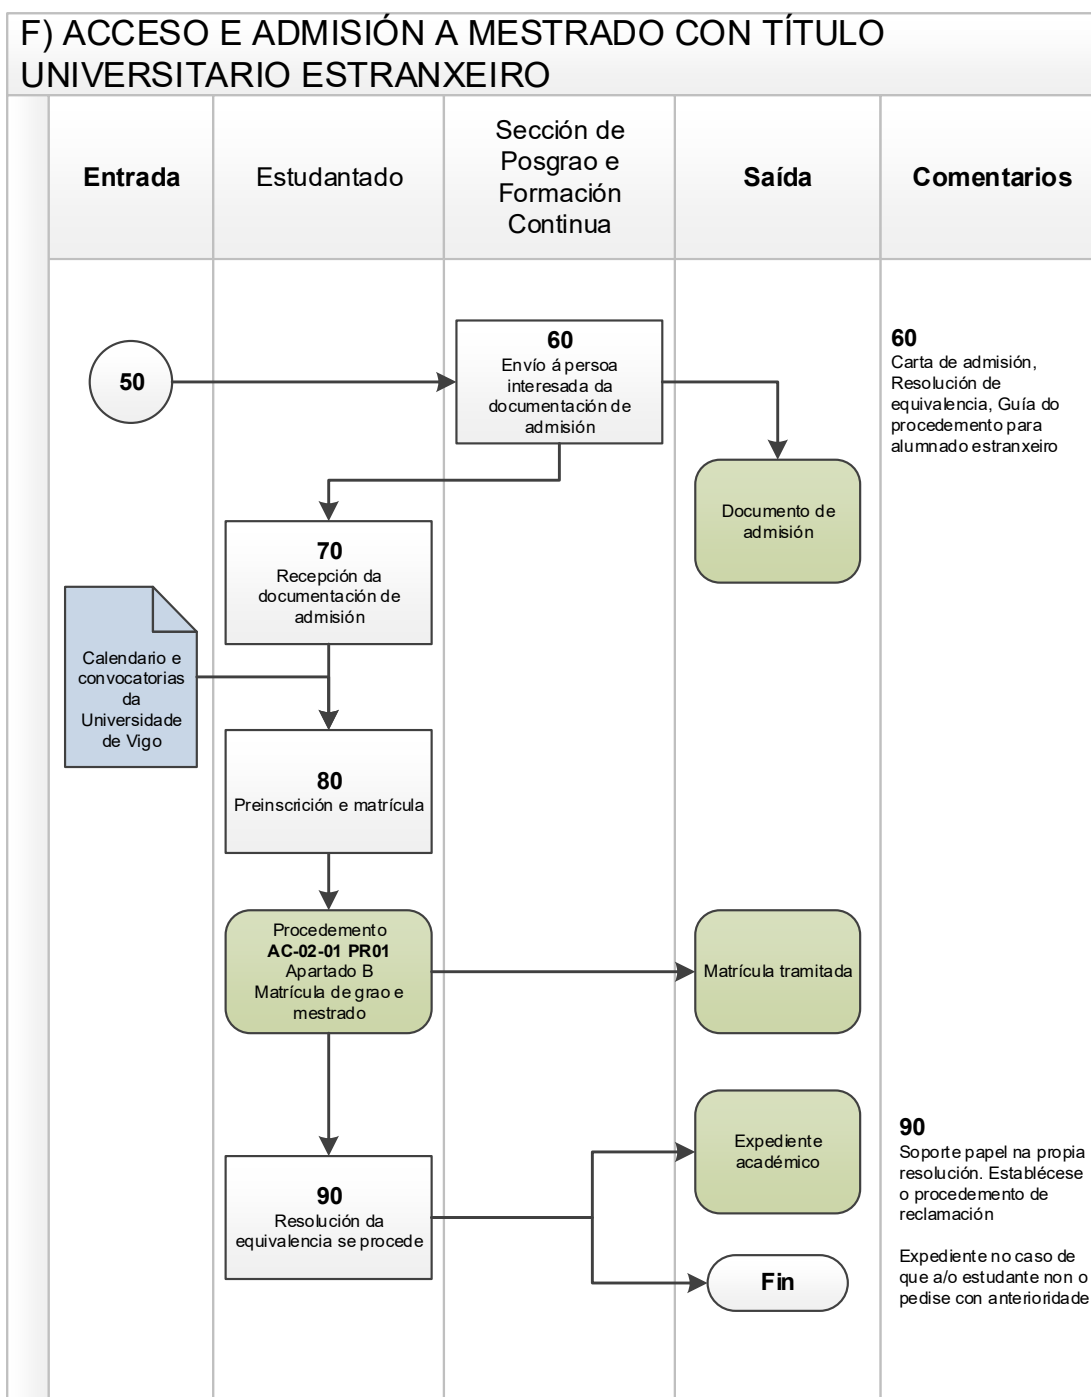 F) ACCESO E ADMISIÓN A MESTRADO CON TÍTULO
UNIVERSITARIO ESTRANXEIRO
Entrada
Estudantado
Sección de
Posgrao e
Formación
Continua
Saída
Comentarios
50
60
Envío á persoa
interesada da
documentación de
admisión
60
Carta de admisión,
Resolución de
equivalencia, Guía do
procedemento para
alumnado estranxeiro
Documento de
admisión
70
Recepción da
documentación de
admisión
Calendario e
convocatorias
da
Universidade
de Vigo
80
Preinscrición e matrícula
Procedemento
AC-02-01 PR01
Apartado B
Matrícula de grao e
mestrado
Matrícula tramitada
Expediente
académico
90
Resolución da
equivalencia se procede
Fin
90
Soporte papel na propia
resolución. Establécese
o procedemento de
reclamación
Expediente no caso de
que a/o estudante non o
pedise con anterioridade